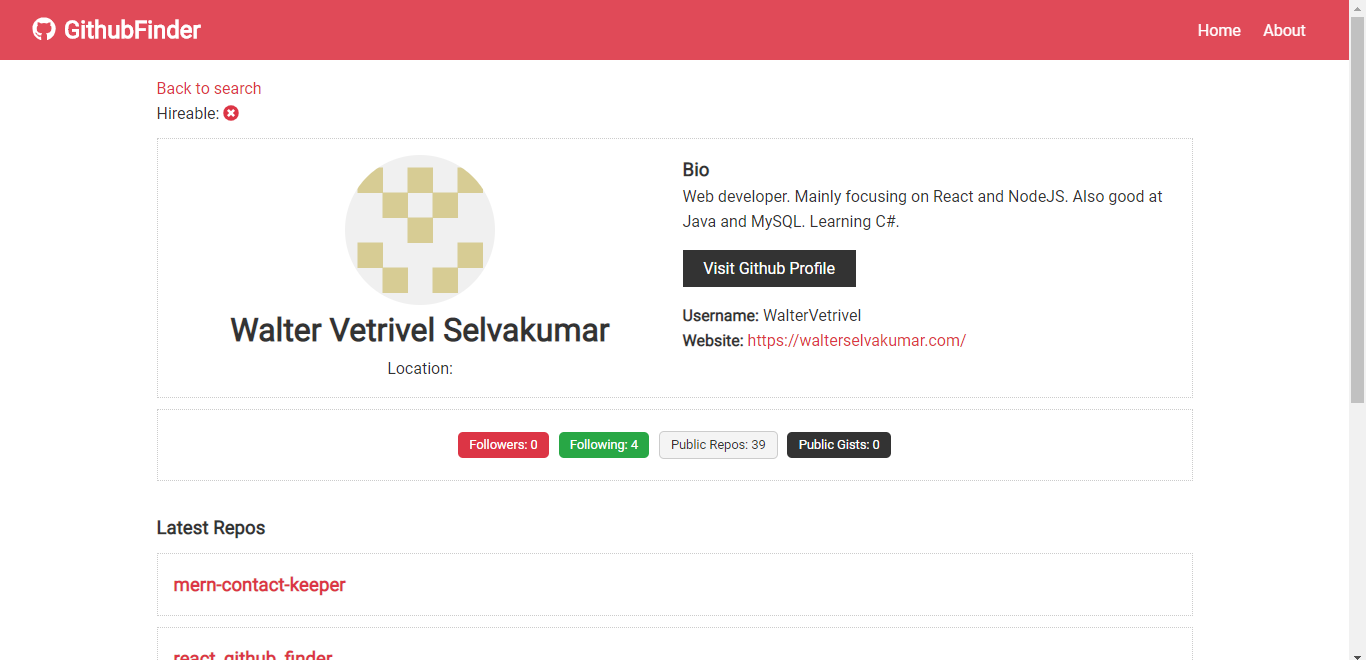 GithubFinder
Home
About
Back to search
Hireable:
Walter Vetrivel Selvakumar
Location:
Bio
Web developer. Mainly focusing on React and NodeJS. Also good at
Java and MySQL. Learning C#.
Visit Github Profile
Username: WalterVetrivel
Website: https://walterselvakumar.com/
Followers: 0
Following: 4
Public Repos: 39
Public Gists: 0
Latest Repos
mern-contact-keeper
react_github_finder